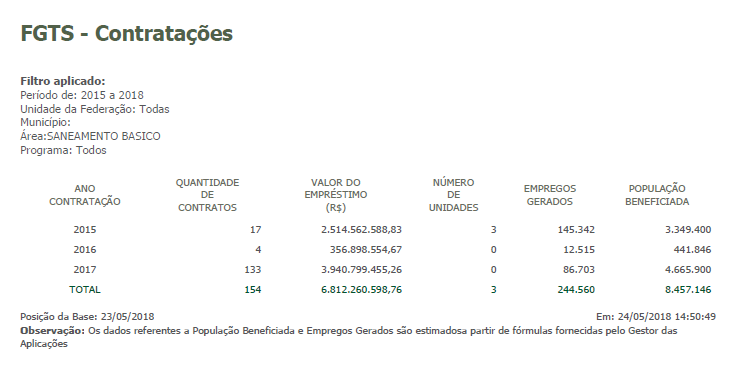 FGTS - Contratações
Filtro aplicado:
Período de: 2015 a 2018
Unidade da Federação: Todas
Município:
Área:SANEAMENTO BASICO
Programa: Todos
ANO CONTRATAÇÃO QUANTIDADE DE CONTRATOS VALOR DO EMPRÉSTIMO (R$) NÚMERO DE UNIDADES EMPREGOS GERADOS POPULAÇÃO BENEFICIADA
2015 17 2.514.562.588,83 3 145.342 3.349.400
2016 4 356.898.554,67 0 12.515 441.846
2017 133 3.940.799.455,26 0 86.703 4.665.900
TOTAL 154 6.812.260.598,76 3 244.560 8.457.146
Posição da Base: 23/05/2018 Em: 24/05/2018 14:50:49
Observação: Os dados referentes a População Beneficiada e Empregos Gerados são estimadosa partir de fórmulas fornecidas pelo Gestor das
Aplicações